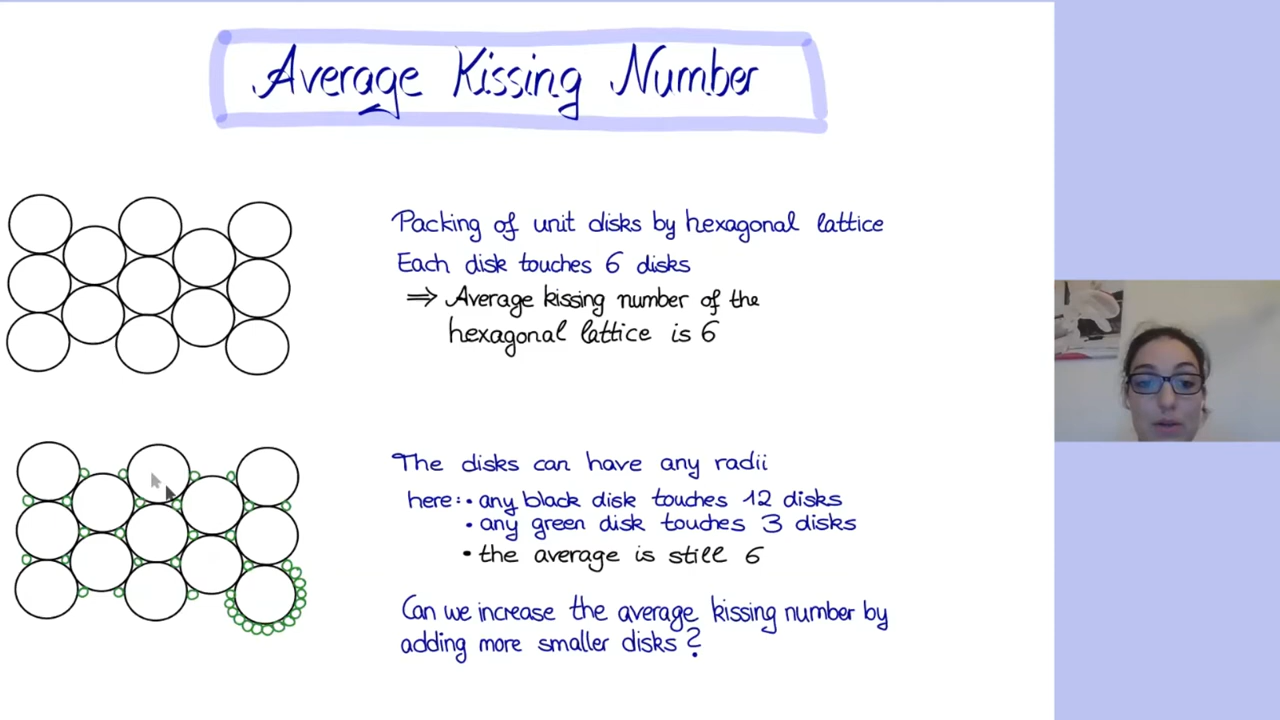 Average Kissing Number
Packing of unit disks by hexagonal lattice
Each disk touches 6 disks
⇒ Average kissing number of the
hexagonal lattice is 6
The disks can have any radii
here: • any black disk touches 12 disks
• any green disk touches 3 disks
• the average is still 6
Can we increase the average kissing number by
adding more smaller disks?